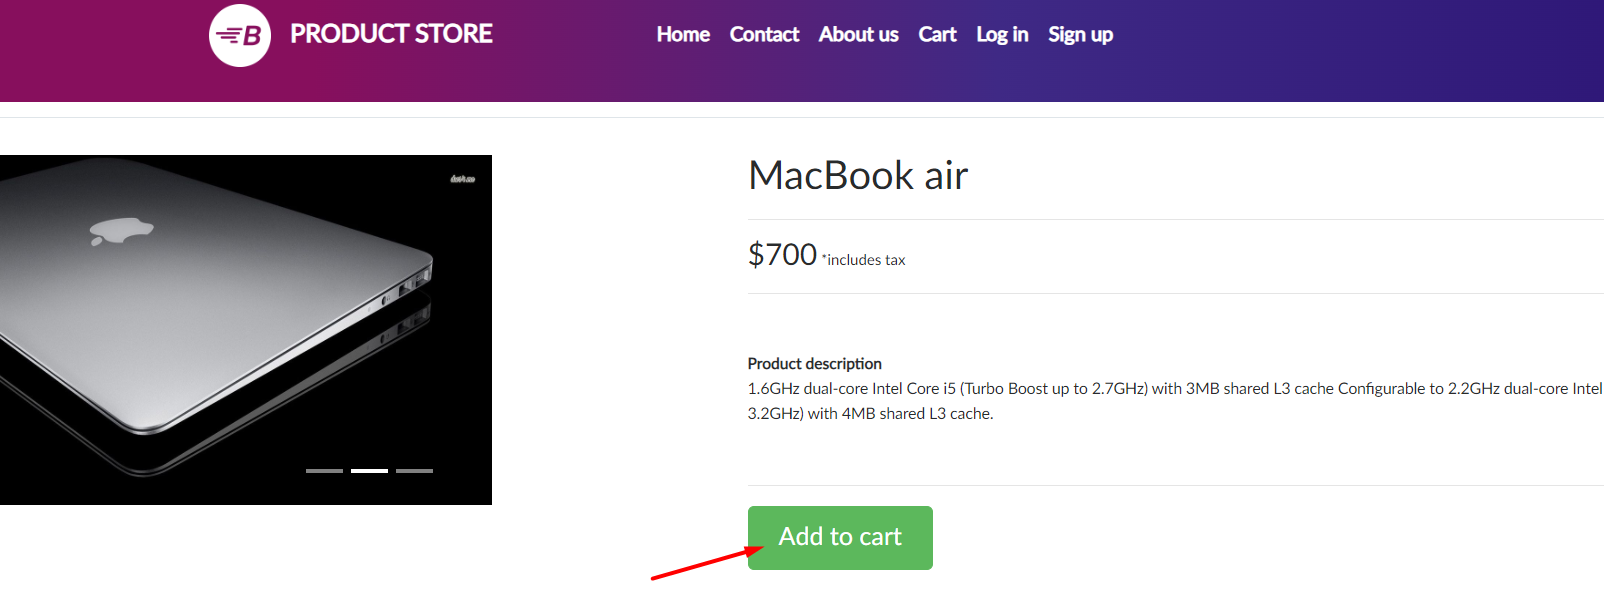 B PRODUCT STORE
Home Contact About us Cart Log in Sign up
MacBook air
$700 *includes tax
Product description
1.6GHz dual-core Intel Core i5 (Turbo Boost up to 2.7GHz) with 3MB shared L3 cache Configurable to 2.2GHz dual-core Intel
3.2GHz) with 4MB shared L3 cache.
Add to cart